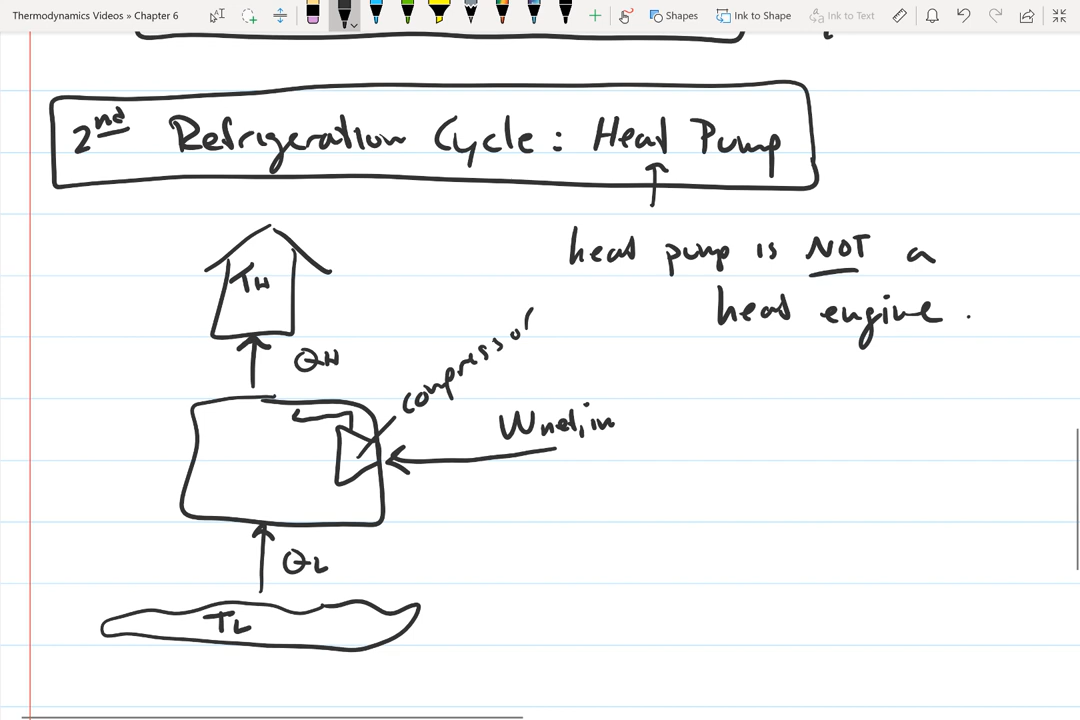 Thermodynamics Videos » Chapter 6
Shapes
Ink to Shape
Ink to Text
2nd Refrigeration Cycle: Heat Pump
heat pump is NOT a
heat engine.
TH
QH
compressor
Wnet,in
QL
TL